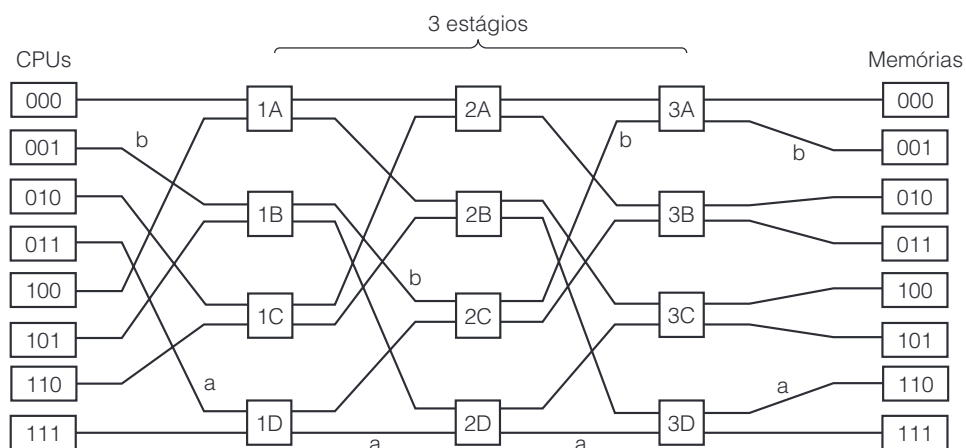 3 estágios
CPUs
Memórias
000
1A
2A
3A
000
001
b
b
b
001
010
1B
2B
3B
010
011
011
100
b
100
101
1C
2C
3C
101
110
a
a
110
111
1D
2D
3D
111
a
a